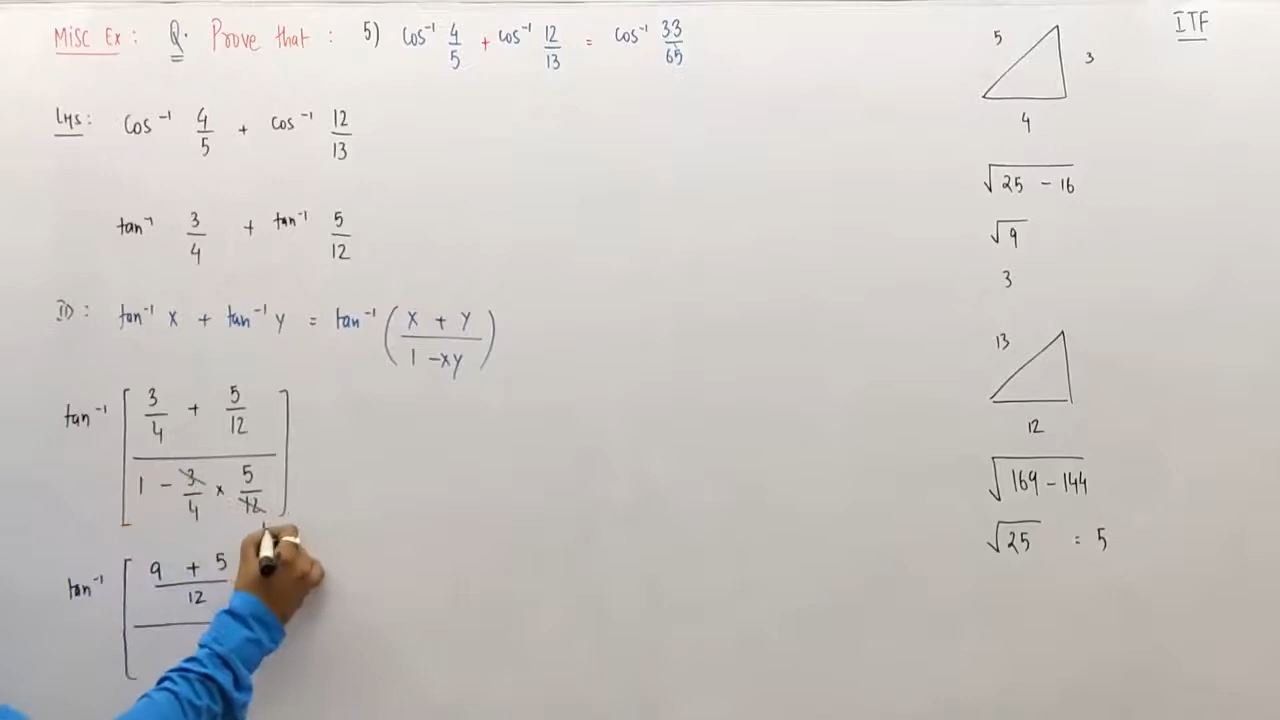 Misc Ex : Q. Prove that : 5) cos⁻¹ 4/5 + cos⁻¹ 12/13 = cos⁻¹ 33/65
LHS : cos⁻¹ 4/5 + cos⁻¹ 12/13
tan⁻¹ 3/4 + tan⁻¹ 5/12
II) : tan⁻¹ x + tan⁻¹ y = tan⁻¹ ( x + y / 1 - xy )
tan⁻¹ [ 3/4 + 5/12 / 1 - 3/4 × 5/12 ]
tan⁻¹ [ 9 + 5 / 12
ITF
5
3
4
√25 - 16
√9
3
13
12
√169 - 144
√25 = 5